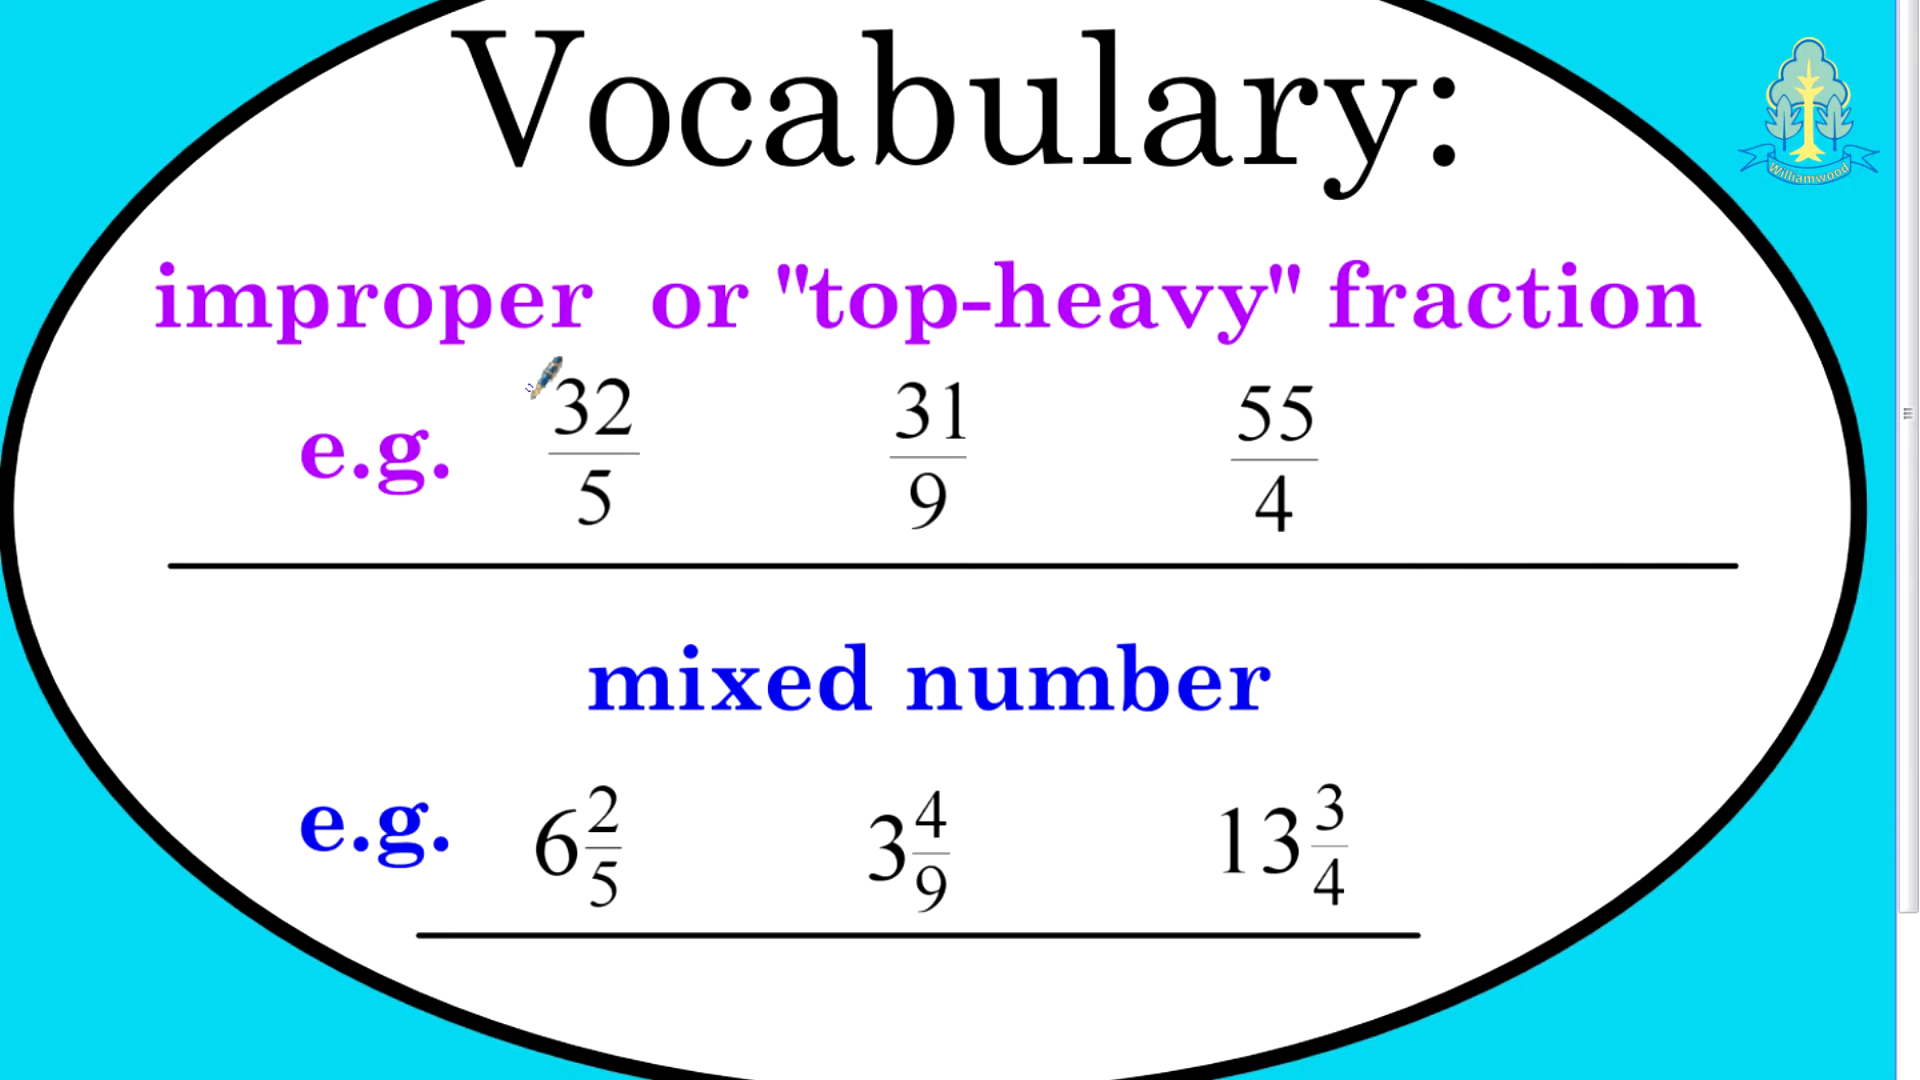 Vocabulary:
Williamwood
improper or "top-heavy" fraction
e.g. 32/5 31/9 55/4
mixed number
e.g. 6 2/5 3 4/9 13 3/4